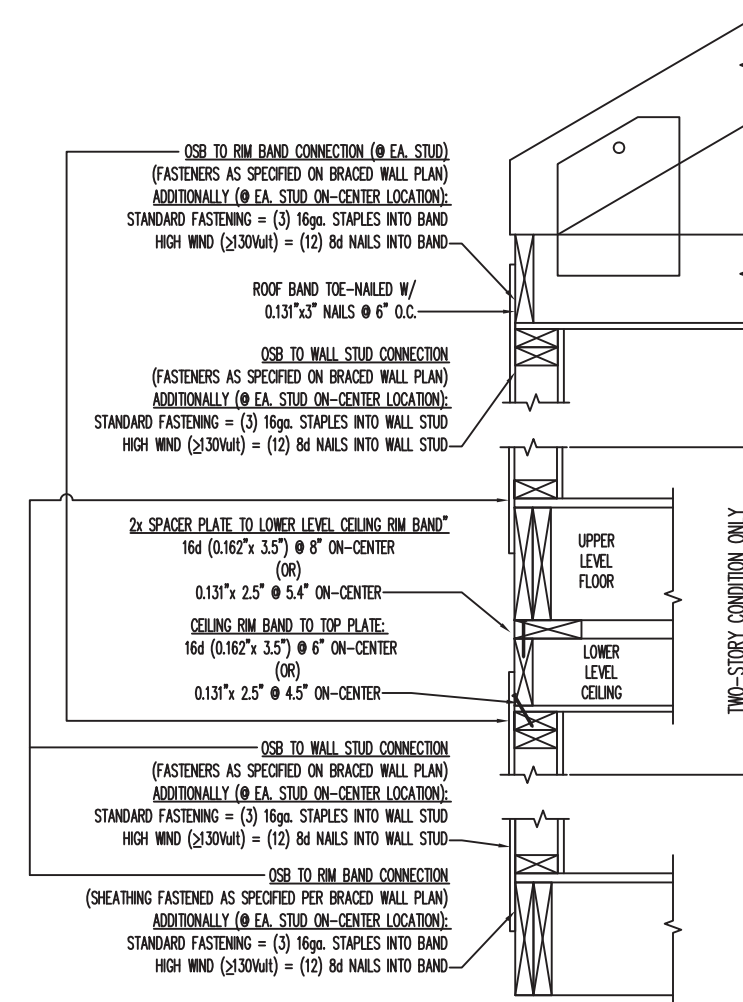 OSB TO RIM BAND CONNECTION (@ EA. STUD)
(FASTENERS AS SPECIFIED ON BRACED WALL PLAN)
ADDITIONALLY (@ EA. STUD ON-CENTER LOCATION):
STANDARD FASTENING = (3) 16ga. STAPLES INTO BAND
HIGH WIND (≥130Vult) = (12) 8d NAILS INTO BAND
ROOF BAND TOE-NAILED W/
0.131"x3" NAILS @ 6" O.C.
OSB TO WALL STUD CONNECTION
(FASTENERS AS SPECIFIED ON BRACED WALL PLAN)
ADDITIONALLY (@ EA. STUD ON-CENTER LOCATION):
STANDARD FASTENING = (3) 16ga. STAPLES INTO WALL STUD
HIGH WIND (≥130Vult) = (12) 8d NAILS INTO WALL STUD
2x SPACER PLATE TO LOWER LEVEL CEILING RIM BAND"
16d (0.162"x 3.5") @ 8" ON-CENTER
(OR)
0.131"x 2.5" @ 5.4" ON-CENTER
CEILING RIM BAND TO TOP PLATE:
16d (0.162"x 3.5") @ 6" ON-CENTER
(OR)
0.131"x 2.5" @ 4.5" ON-CENTER
UPPER
LEVEL
FLOOR
LOWER
LEVEL
CEILING
TWO-STORY CONDITION ONLY
OSB TO WALL STUD CONNECTION
(FASTENERS AS SPECIFIED ON BRACED WALL PLAN)
ADDITIONALLY (@ EA. STUD ON-CENTER LOCATION):
STANDARD FASTENING = (3) 16ga. STAPLES INTO WALL STUD
HIGH WIND (≥130Vult) = (12) 8d NAILS INTO WALL STUD
OSB TO RIM BAND CONNECTION
(SHEATHING FASTENED AS SPECIFIED PER BRACED WALL PLAN)
ADDITIONALLY (@ EA. STUD ON-CENTER LOCATION):
STANDARD FASTENING = (3) 16ga. STAPLES INTO BAND
HIGH WIND (≥130Vult) = (12) 8d NAILS INTO BAND